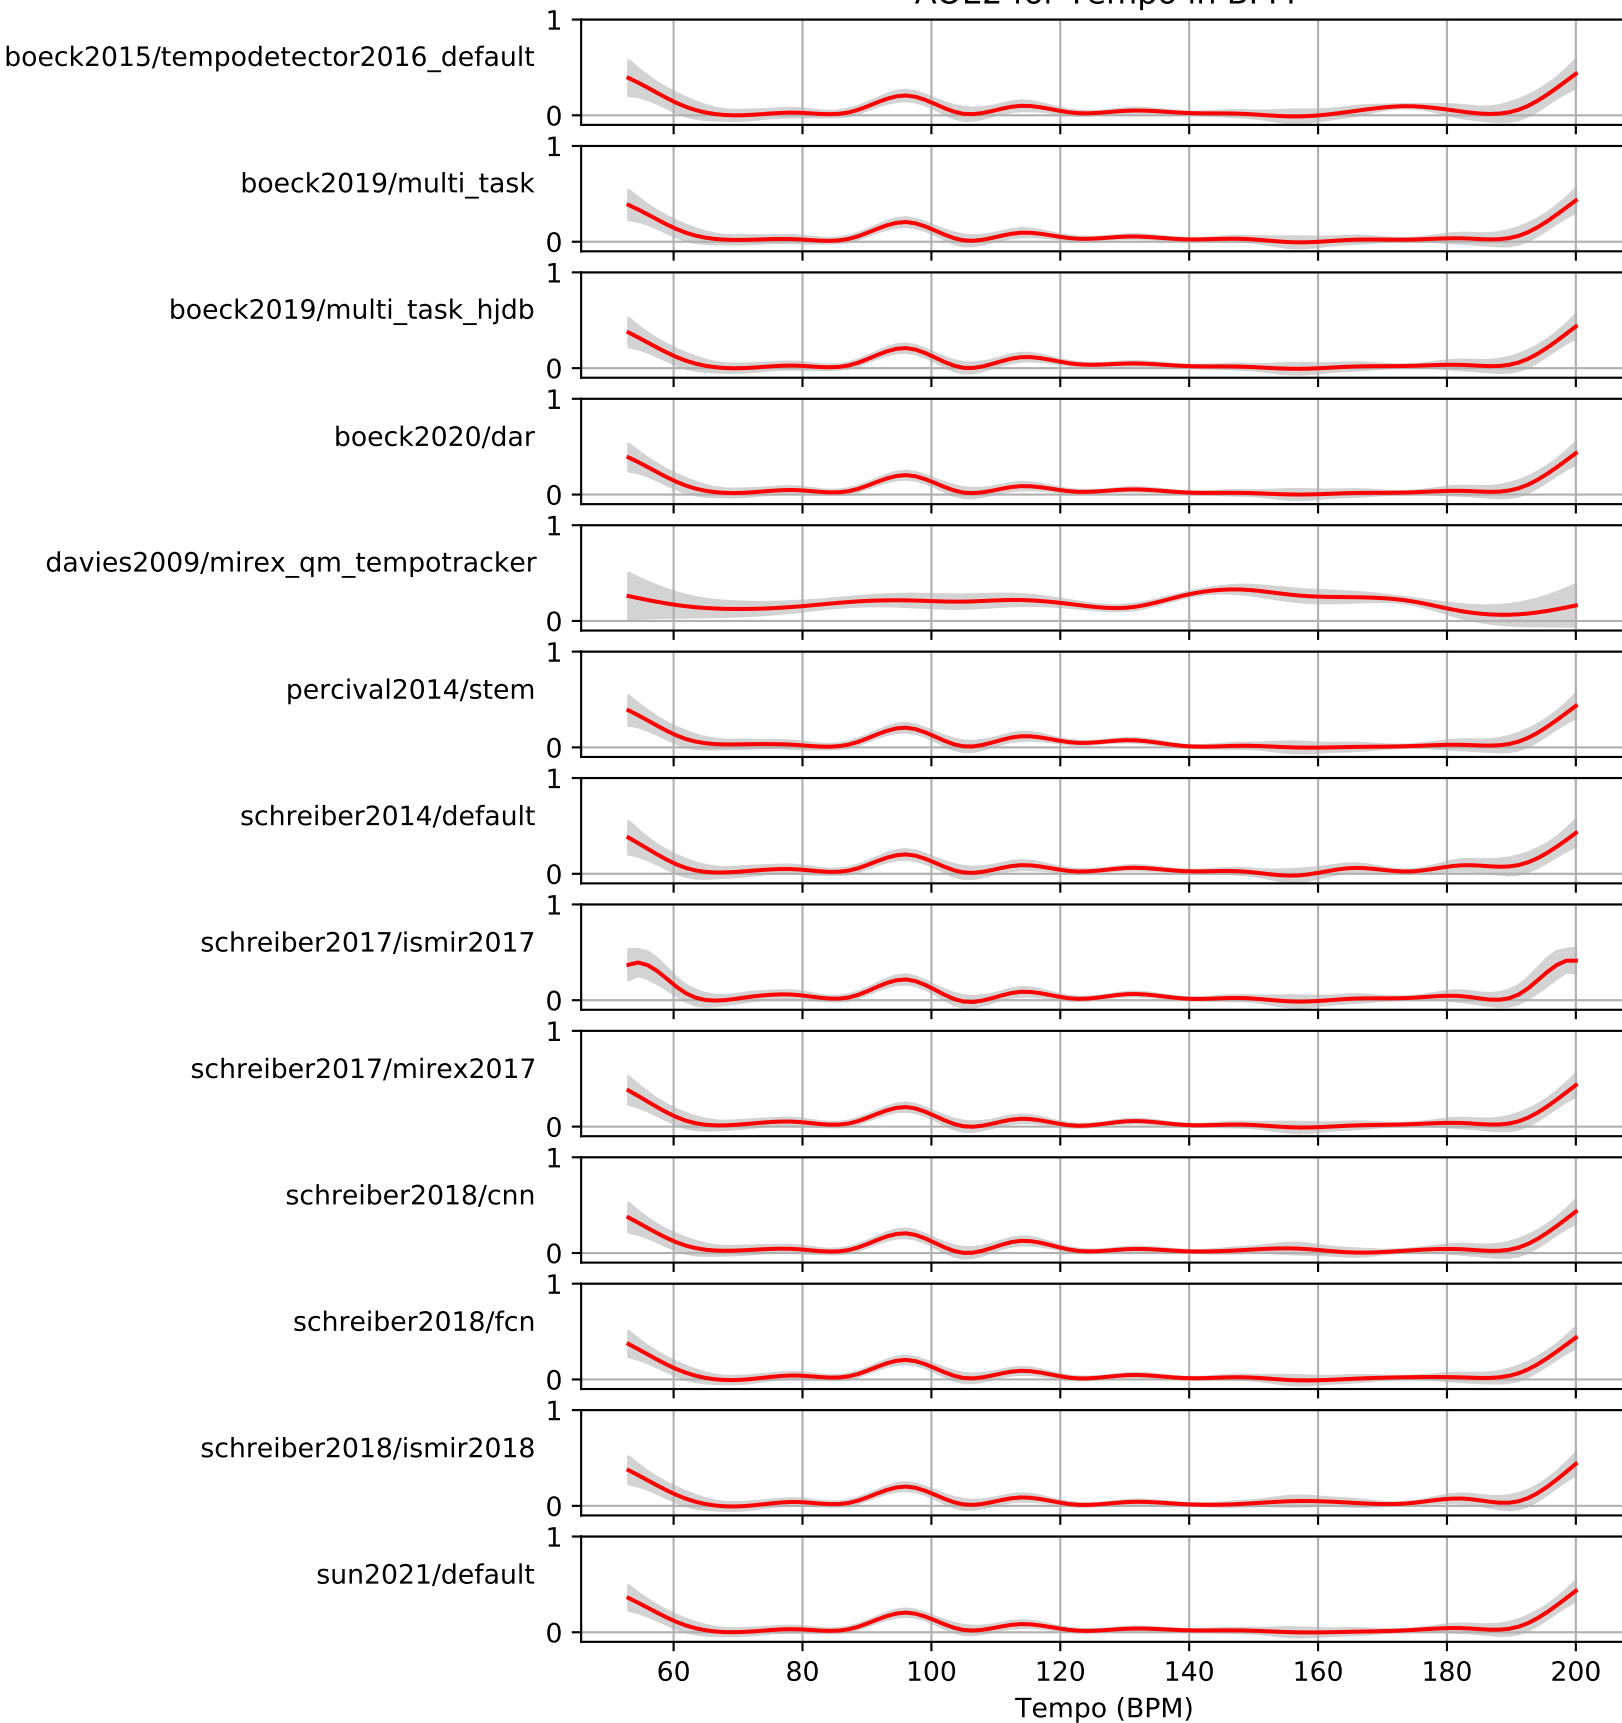 1
boeck2015/tempodetector2016_default
0
1
boeck2019/multi_task
0
1
boeck2019/multi_task_hjdb
0
1
boeck2020/dar
0
1
davies2009/mirex_qm_tempotracker
0
1
percival2014/stem
0
1
schreiber2014/default
0
1
schreiber2017/ismir2017
0
1
schreiber2017/mirex2017
0
1
schreiber2018/cnn
0
1
schreiber2018/fcn
0
1
schreiber2018/ismir2018
0
1
sun2021/default
0
60 80 100 120 140 160 180 200
Tempo (BPM)